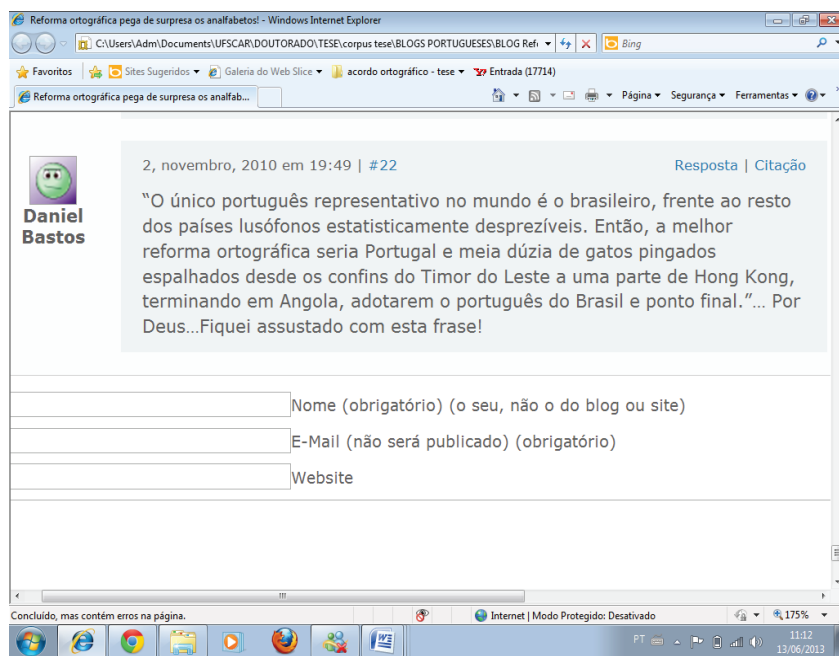 Reforma ortográfica pega de surpresa os analfabetos! - Windows Internet Explorer
C:\Users\Adm\Documents\UFSCAR\DOUTORADO\TESE\corpus tese\BLOGS PORTUGUESES\BLOG Ref
Bing
Favoritos
Sites Sugeridos
Galeria do Web Slice
acordo ortográfico - tese
Entrada (17714)
Reforma ortográfica pega de surpresa os analfab...
Página
Segurança
Ferramentas
2, novembro, 2010 em 19:49 | #22
Resposta | Citação
Daniel
Bastos
“O único português representativo no mundo é o brasileiro, frente ao resto
dos países lusófonos estatisticamente desprezíveis. Então, a melhor
reforma ortográfica seria Portugal e meia dúzia de gatos pingados
espalhados desde os confins do Timor do Leste a uma parte de Hong Kong,
terminando em Angola, adotarem o português do Brasil e ponto final.”... Por
Deus...Fiquei assustado com esta frase!
Nome (obrigatório) (o seu, não o do blog ou site)
E-Mail (não será publicado) (obrigatório)
Website
Concluído, mas contém erros na página.
Internet | Modo Protegido: Desativado
175%
PT
11:12
13/06/2013